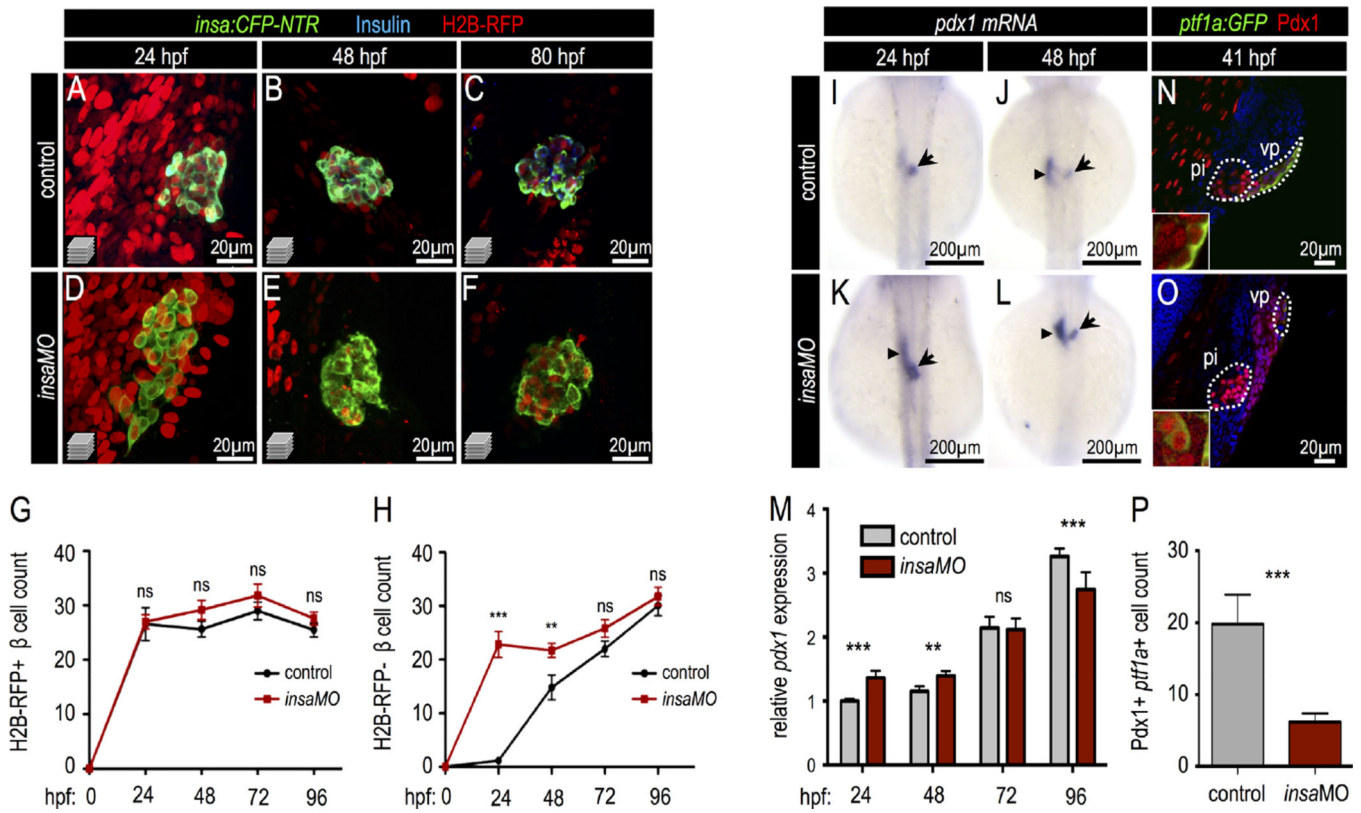 insa:CFP-NTR Insulin H2B-RFP
24 hpf 48 hpf 80 hpf
control
A B C
20µm 20µm 20µm
insaMO
D E F
20µm 20µm 20µm
pdx1 mRNA
ptf1a:GFP Pdx1
24 hpf 48 hpf 41 hpf
control
I J N
pi vp
200µm 200µm 20µm
insaMO
K L O
vp
pi
200µm 200µm 20µm
G
H2B-RFP+ β cell count
40
30
20
10
0
ns ns ns ns
control
insaMO
hpf: 0 24 48 72 96
H
H2B-RFP- β cell count
40
30
20
10
0
*** ** ns ns
control
insaMO
hpf: 0 24 48 72 96
M
relative pdx1 expression
4
3
2
1
0
control
insaMO
*** ** ns ***
hpf: 24 48 72 96
P
Pdx1+ ptf1a+ cell count
30
20
10
0
***
control insaMO